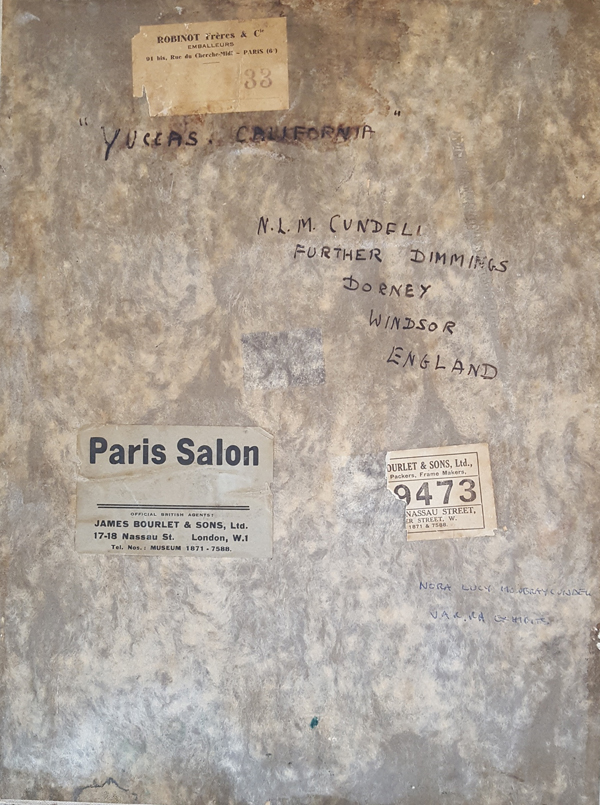 ROBINOT Frères & Cie
EMBALLEURS
91 bis, Rue du Cherche-Midi - PARIS (6e)
33
"YUCCAS. CALIFORNIA"
N.L.M. CUNDELL
FURTHER DIMMINGS
DORNEY
WINDSOR
ENGLAND
Paris Salon
OFFICIAL BRITISH AGENTS:
JAMES BOURLET & SONS, Ltd.
17-18 Nassau St. London, W.1
Tel. Nos.: MUSEUM 1871 - 7588.
OURLET & SONS, Ltd.,
Packers, Frame Makers,
9473
NASSAU STREET,
ER STREET, W.
1871 & 7588.
NORA LUCY MOWBRAY CUNDEL